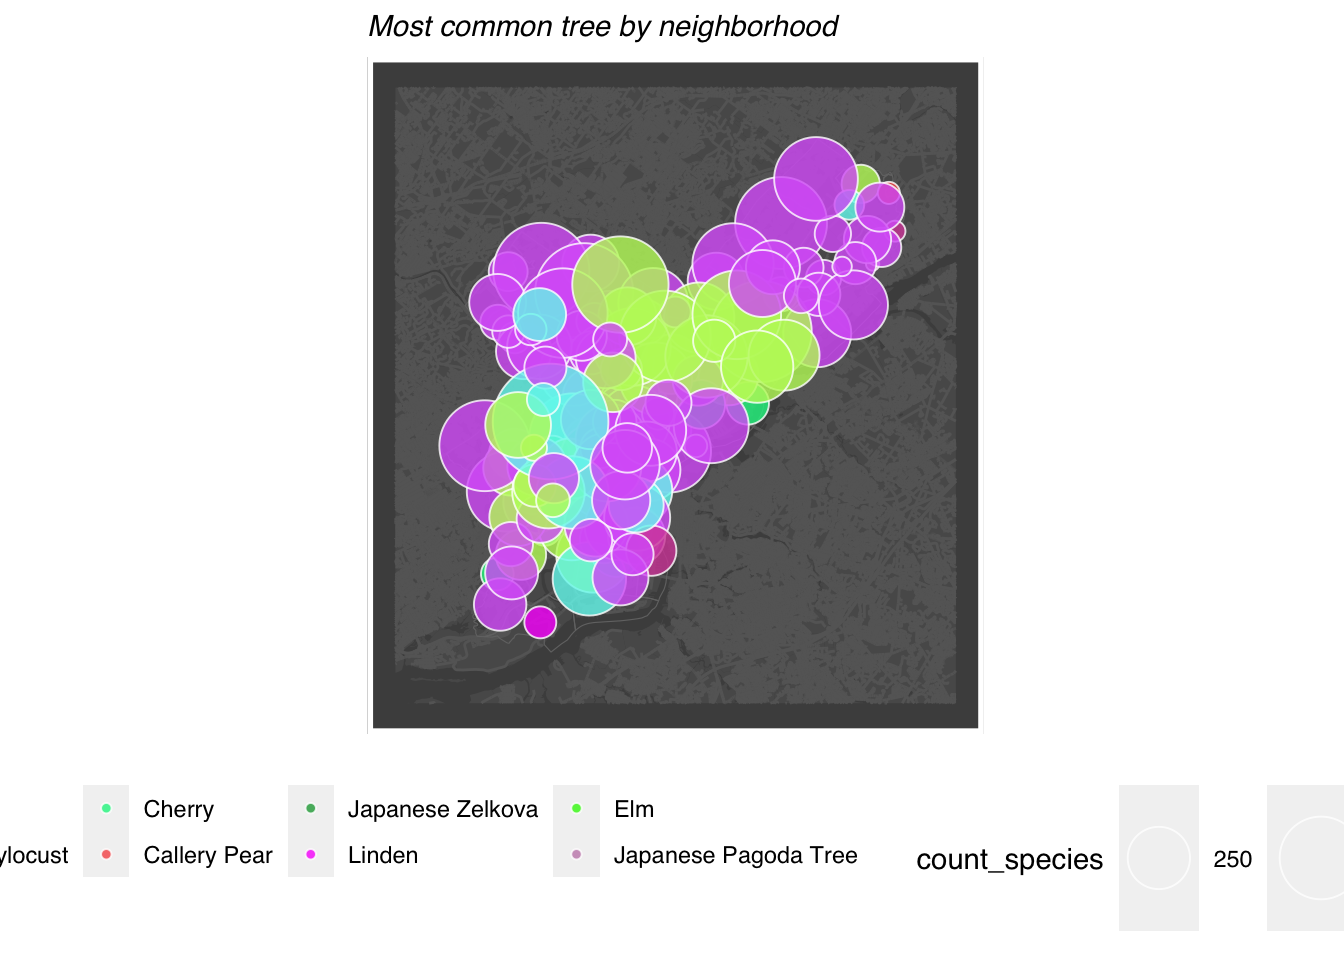 Most common tree by neighborhood
Cherry Japanese Zelkova Elm
ylocust Callery Pear Linden Japanese Pagoda Tree
count_species 250